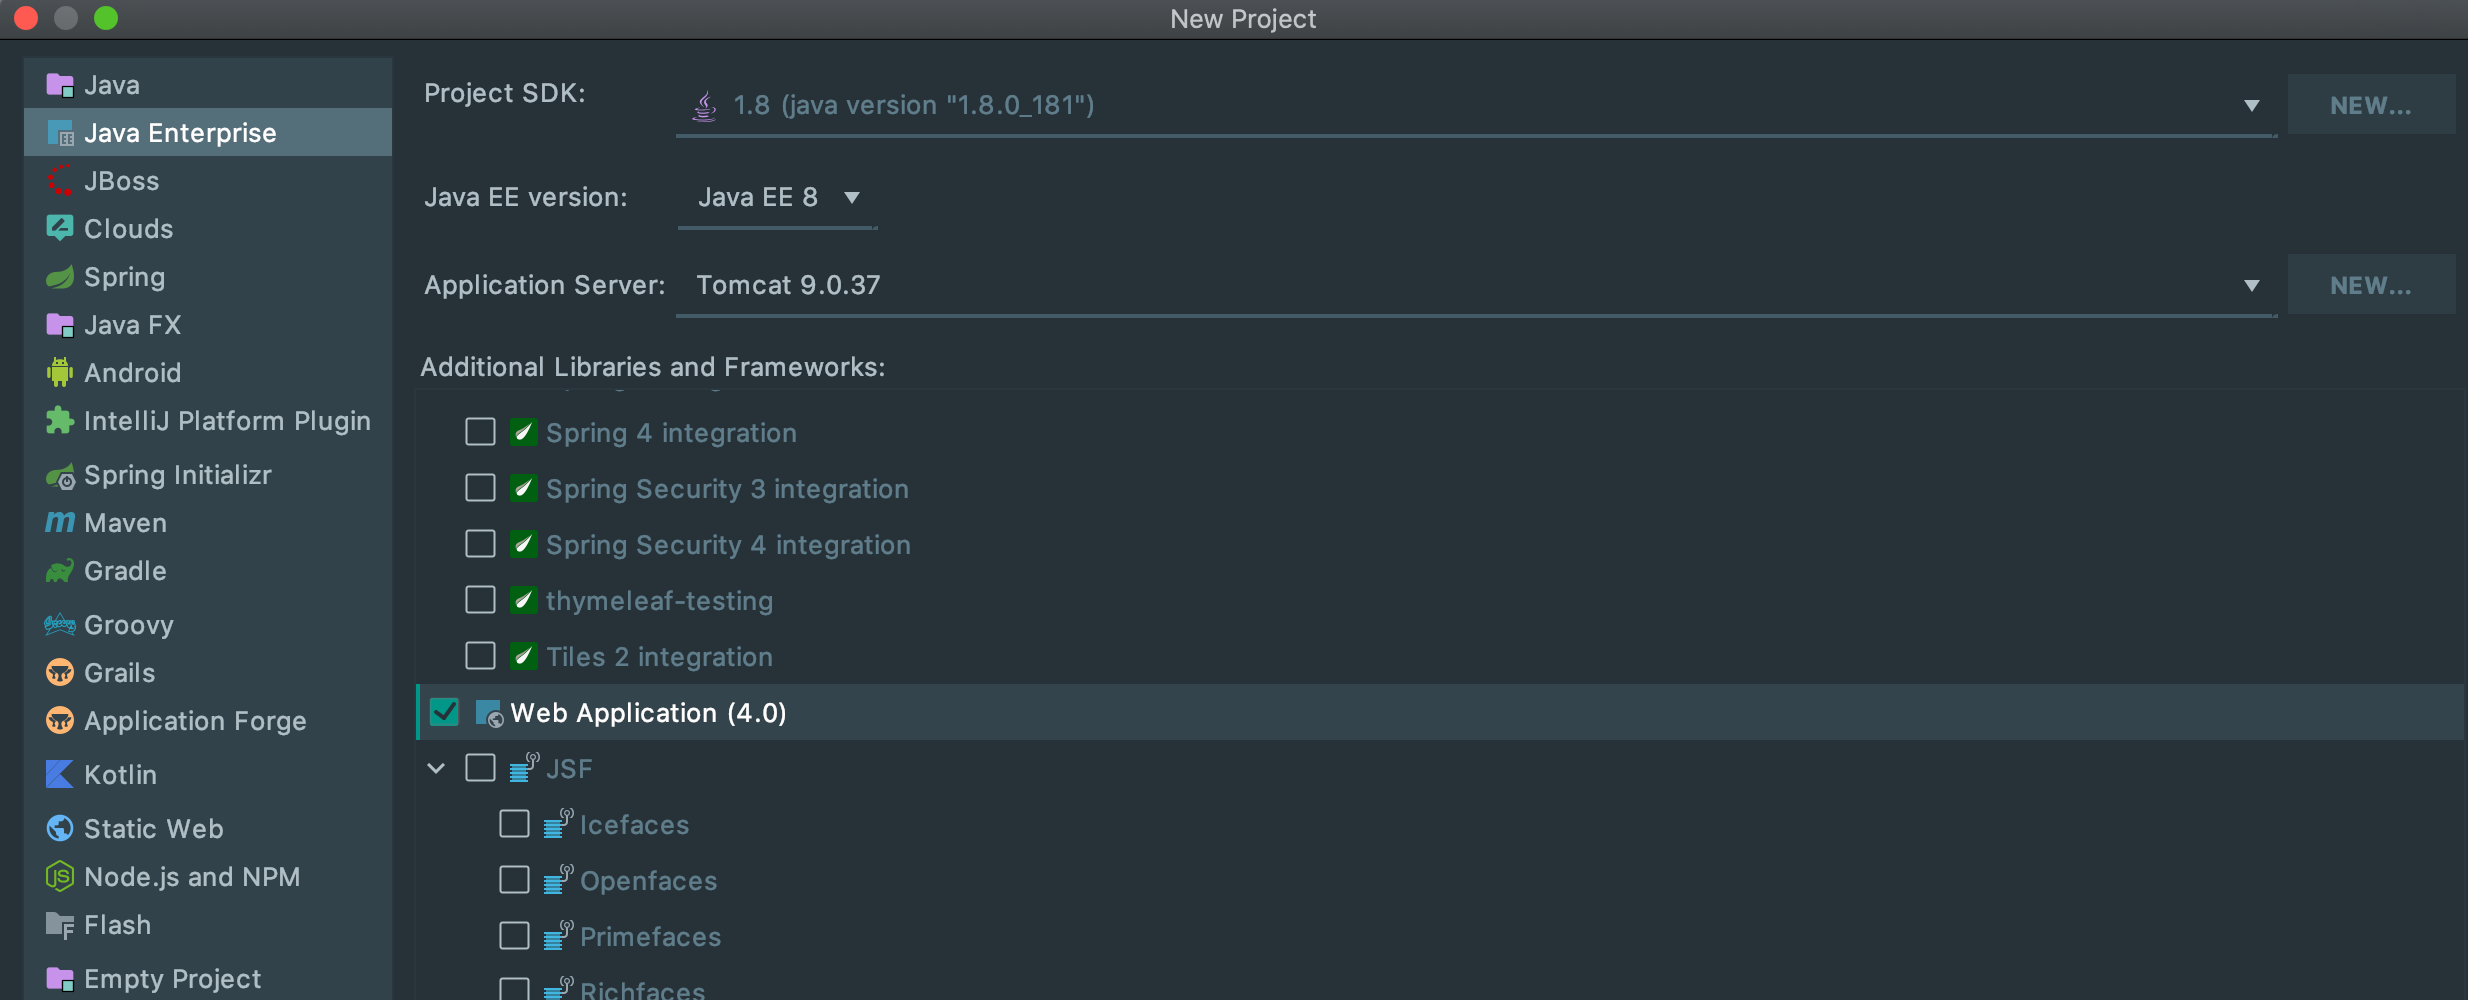 New Project
Java
Java Enterprise
JBoss
Clouds
Spring
Java FX
Android
IntelliJ Platform Plugin
Spring Initializr
Maven
Gradle
Groovy
Grails
Application Forge
Kotlin
Static Web
Node.js and NPM
Flash
Empty Project
Project SDK:
1.8 (java version "1.8.0_181")
NEW...
Java EE version:
Java EE 8
Application Server:
Tomcat 9.0.37
NEW...
Additional Libraries and Frameworks:
Spring 4 integration
Spring Security 3 integration
Spring Security 4 integration
thymeleaf-testing
Tiles 2 integration
Web Application (4.0)
JSF
Icefaces
Openfaces
Primefaces
Richfaces